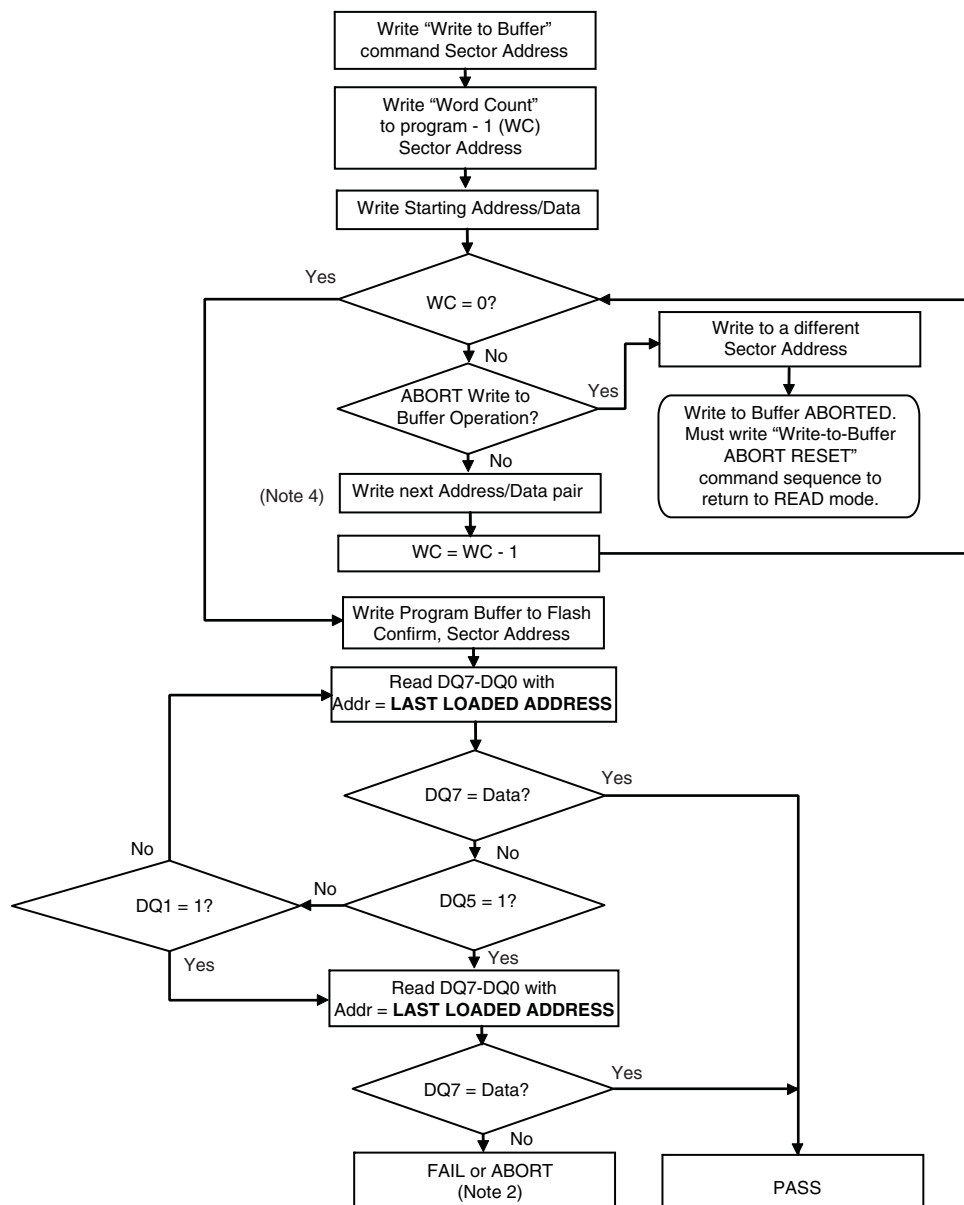 Write “Write to Buffer”
command Sector Address
Write “Word Count”
to program - 1 (WC)
Sector Address
Write Starting Address/Data
Yes
WC = 0?
No
Write to a different
Sector Address
ABORT Write to
Buffer Operation?
Yes
Write to Buffer ABORTED.
Must write “Write-to-Buffer
ABORT RESET”
command sequence to
return to READ mode.
No
(Note 4)
Write next Address/Data pair
WC = WC - 1
Write Program Buffer to Flash
Confirm, Sector Address
Read DQ7-DQ0 with
Addr = LAST LOADED ADDRESS
DQ7 = Data?
Yes
No
No
DQ1 = 1?
No
DQ5 = 1?
Yes
Yes
Read DQ7-DQ0 with
Addr = LAST LOADED ADDRESS
DQ7 = Data?
Yes
No
FAIL or ABORT
(Note 2)
PASS